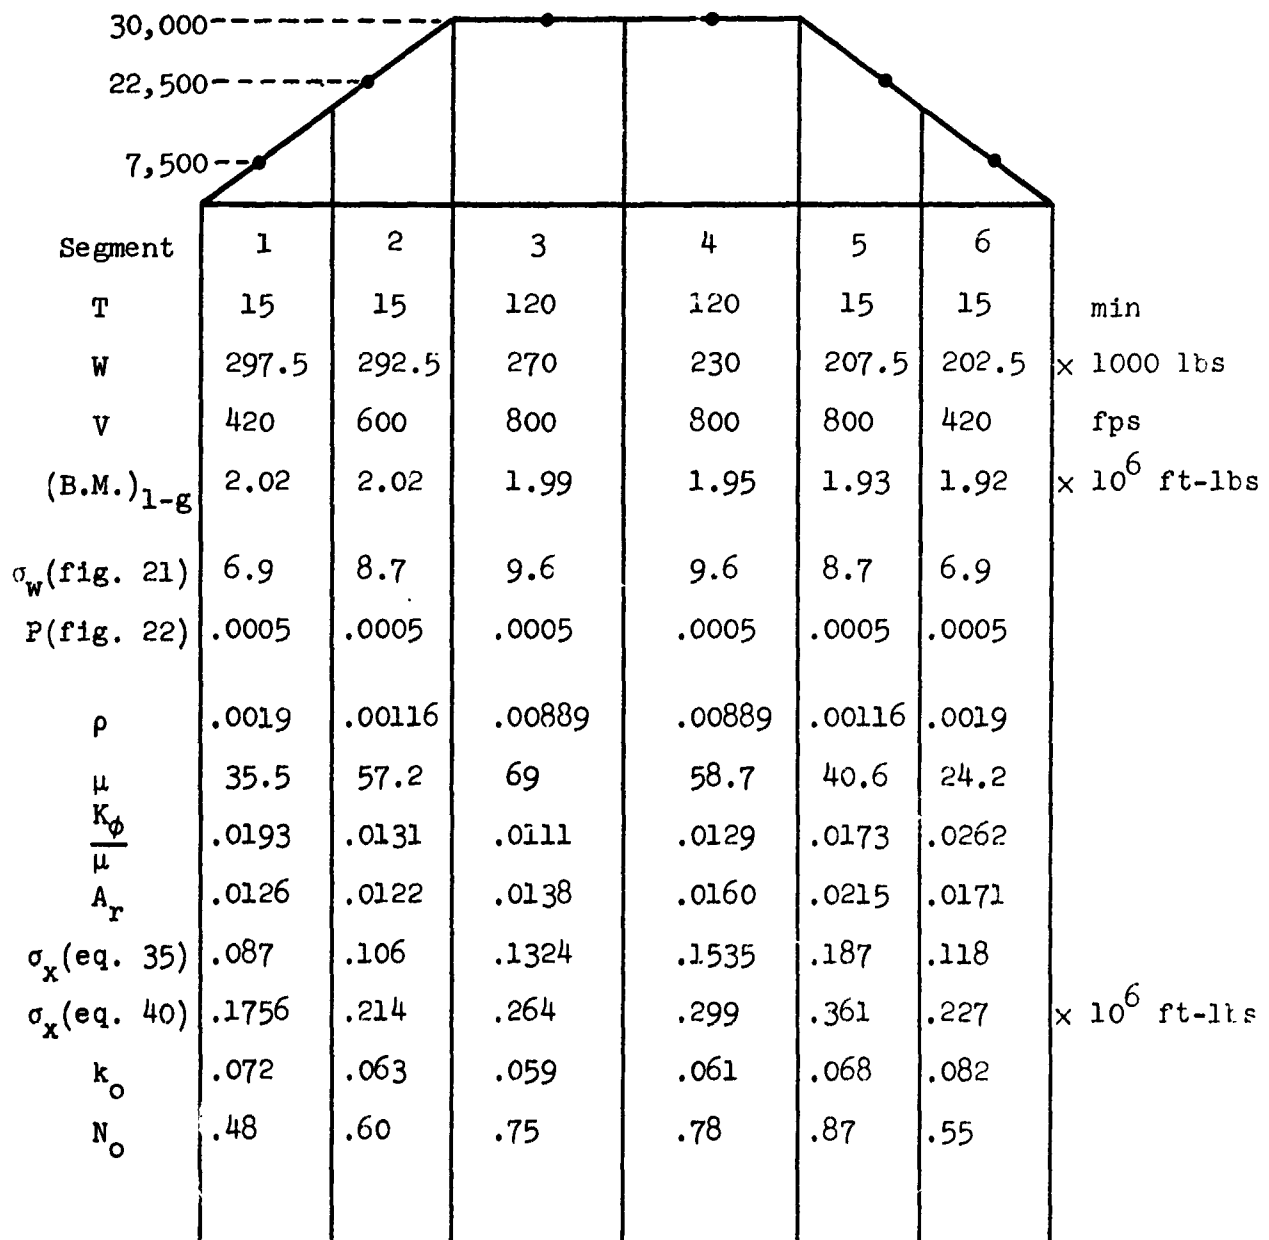 30,000
22,500
7,500
Segment 1 2 3 4 5 6
T 15 15 120 120 15 15 min
W 297.5 292.5 270 230 207.5 202.5 × 1000 lbs
V 420 600 800 800 800 420 fps
(B.M.)1-g 2.02 2.02 1.99 1.95 1.93 1.92 × 10^6 ft-lbs
σw(fig. 21) 6.9 8.7 9.6 9.6 8.7 6.9
P(fig. 22) .0005 .0005 .0005 .0005 .0005 .0005
ρ .0019 .00116 .00889 .00889 .00116 .0019
μ 35.5 57.2 69 58.7 40.6 24.2
Kφ/μ .0193 .0131 .0111 .0129 .0173 .0262
Ar .0126 .0122 .0138 .0160 .0215 .0171
σx(eq. 35) .087 .106 .1324 .1535 .187 .118
σx(eq. 40) .1756 .214 .264 .299 .361 .227 × 10^6 ft-lbs
ko .072 .063 .059 .061 .068 .082
No .48 .60 .75 .78 .87 .55